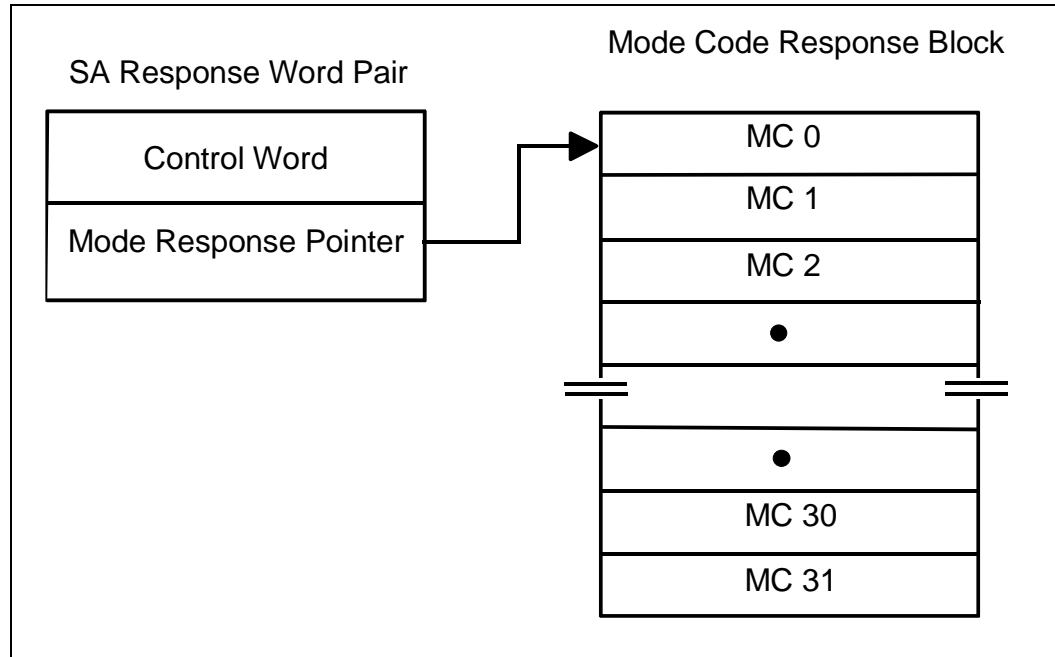 Mode Code Response Block
SA Response Word Pair
MC 0
Control Word
MC 1
Mode Response Pointer
MC 2
MC 30
MC 31